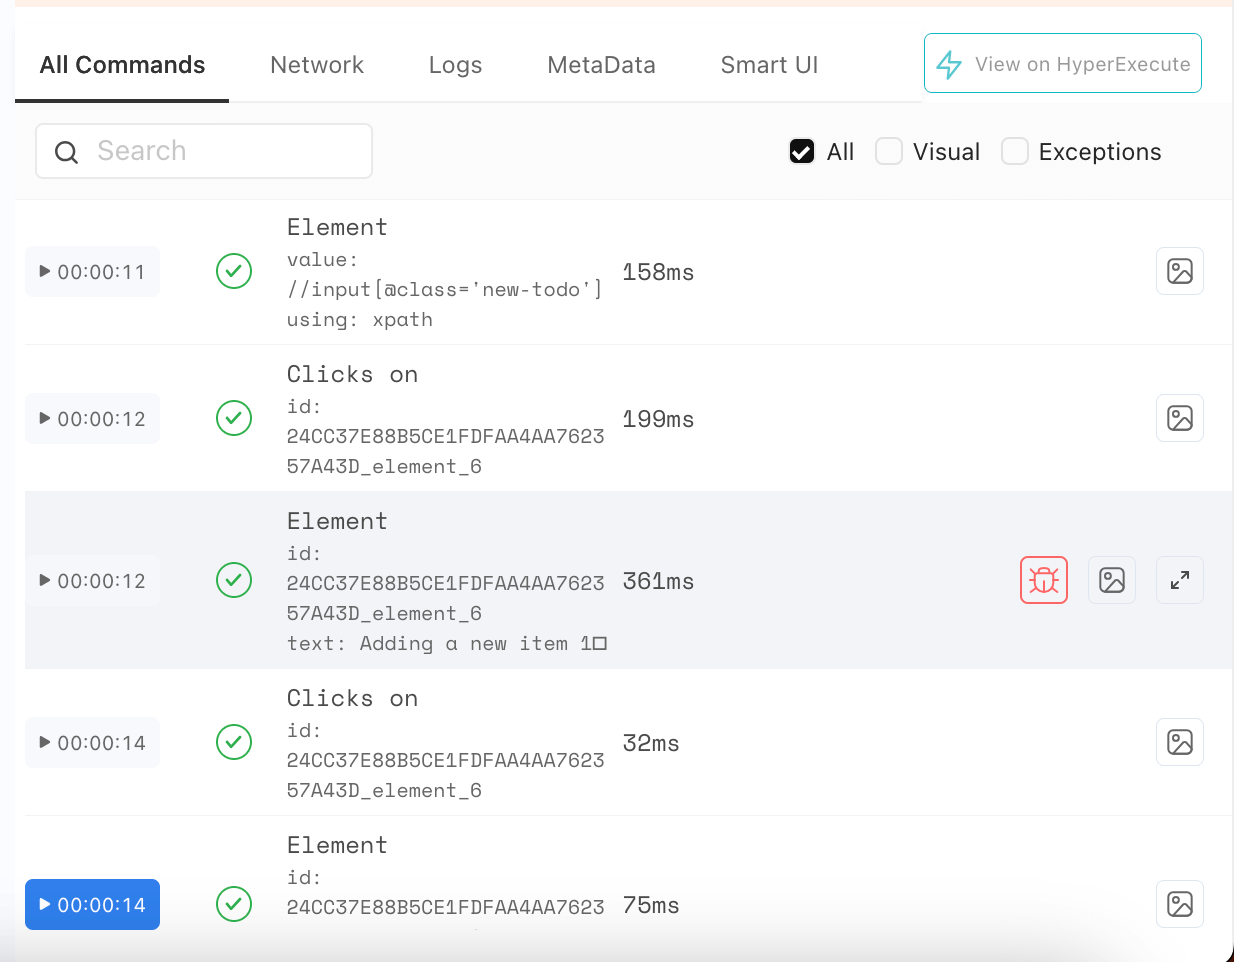 All Commands
Network
Logs
MetaData
Smart UI
View on HyperExecute
Search
All
Visual
Exceptions
00:00:11
Element
value:
//input[@class='new-todo']
using: xpath
158ms
00:00:12
Clicks on
id:
24CC37E88B5CE1FDFAA4AA7623
57A43D_element_6
199ms
00:00:12
Element
id:
24CC37E88B5CE1FDFAA4AA7623
57A43D_element_6
text: Adding a new item 1□
361ms
00:00:14
Clicks on
id:
24CC37E88B5CE1FDFAA4AA7623
57A43D_element_6
32ms
00:00:14
Element
id:
24CC37E88B5CE1FDFAA4AA7623
75ms